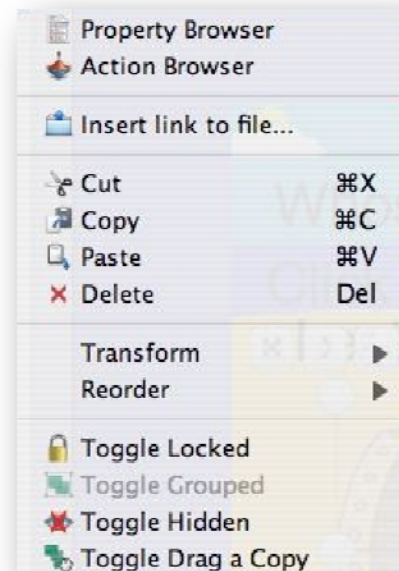 Property Browser
Action Browser
Insert link to file...
Cut ⌘X
Copy ⌘C
Paste ⌘V
Delete Del
Transform
Reorder
Toggle Locked
Toggle Grouped
Toggle Hidden
Toggle Drag a Copy